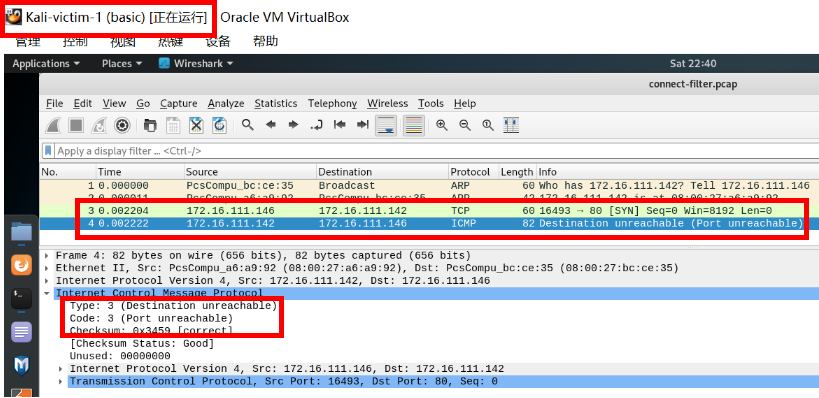 Kali-victim-1 (basic) [正在运行] Oracle VM VirtualBox
管理 控制 视图 热键 设备 帮助
Applications Places Wireshark Sat 22:40
connect-filter.pcap
File Edit View Go Capture Analyze Statistics Telephony Wireless Tools Help
Apply a display filter … <Ctrl-/>
No. Time Source Destination Protocol Length Info
1 0.000000 PcsCompu_bc:ce:35 Broadcast ARP 60 Who has 172.16.111.142? Tell 172.16.111.146
2 0.000011 PcsCompu_a6:a9:92 PcsCompu_bc:ce:35 ARP 42 172.16.111.142 is at 08:00:27:a6:a9:92
3 0.002204 172.16.111.146 172.16.111.142 TCP 60 16493 → 80 [SYN] Seq=0 Win=8192 Len=0
4 0.002222 172.16.111.142 172.16.111.146 ICMP 82 Destination unreachable (Port unreachable)
Frame 4: 82 bytes on wire (656 bits), 82 bytes captured (656 bits)
Ethernet II, Src: PcsCompu_a6:a9:92 (08:00:27:a6:a9:92), Dst: PcsCompu_bc:ce:35 (08:00:27:bc:ce:35)
Internet Protocol Version 4, Src: 172.16.111.142, Dst: 172.16.111.146
Internet Control Message Protocol
Type: 3 (Destination unreachable)
Code: 3 (Port unreachable)
Checksum: 0x3459 [correct]
[Checksum Status: Good]
Unused: 00000000
Internet Protocol Version 4, Src: 172.16.111.146, Dst: 172.16.111.142
Transmission Control Protocol, Src Port: 16493, Dst Port: 80, Seq: 0